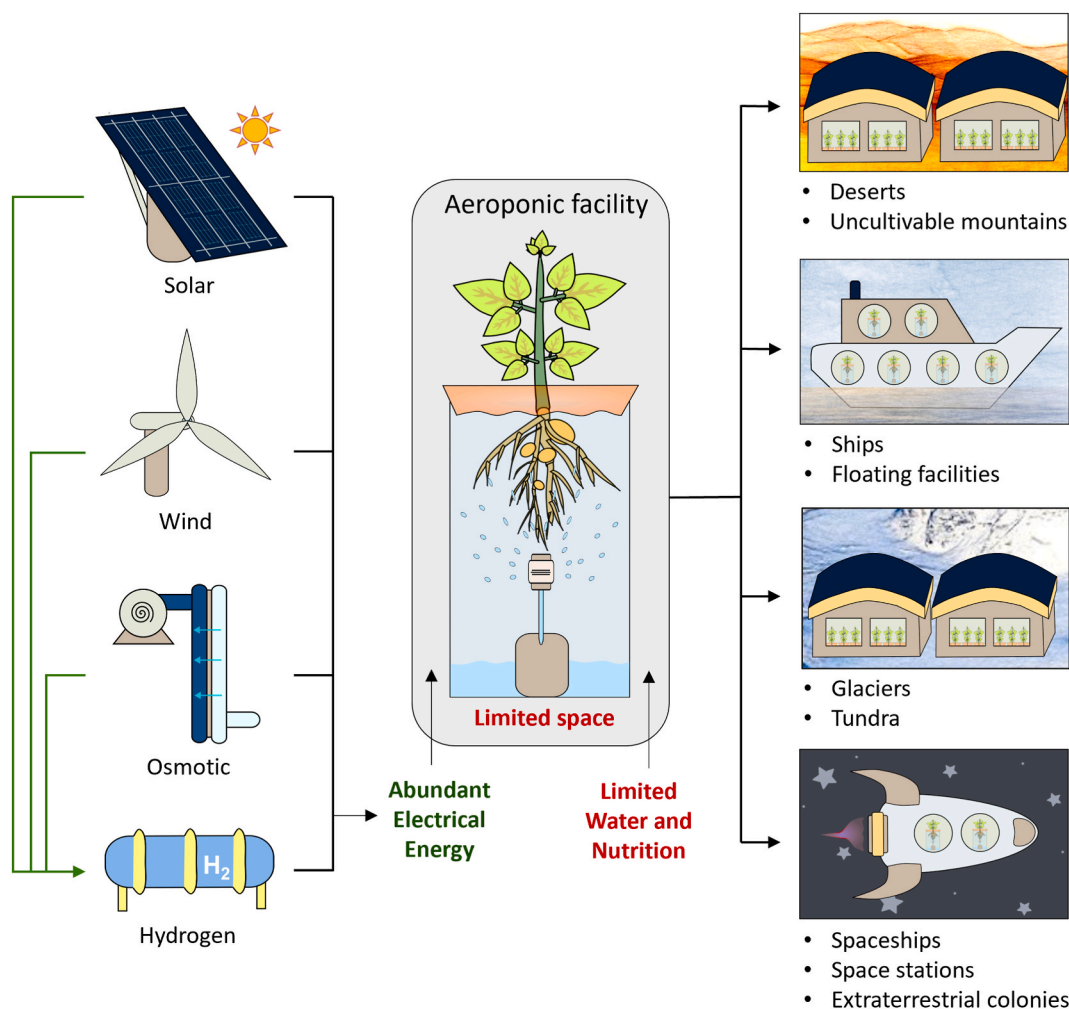 Solar
Wind
Osmotic
H₂
Hydrogen
Aeroponic facility
Limited space
Abundant
Electrical
Energy
Limited
Water and
Nutrition
• Deserts
• Uncultivable mountains
• Ships
• Floating facilities
• Glaciers
• Tundra
• Spaceships
• Space stations
• Extraterrestrial colonies